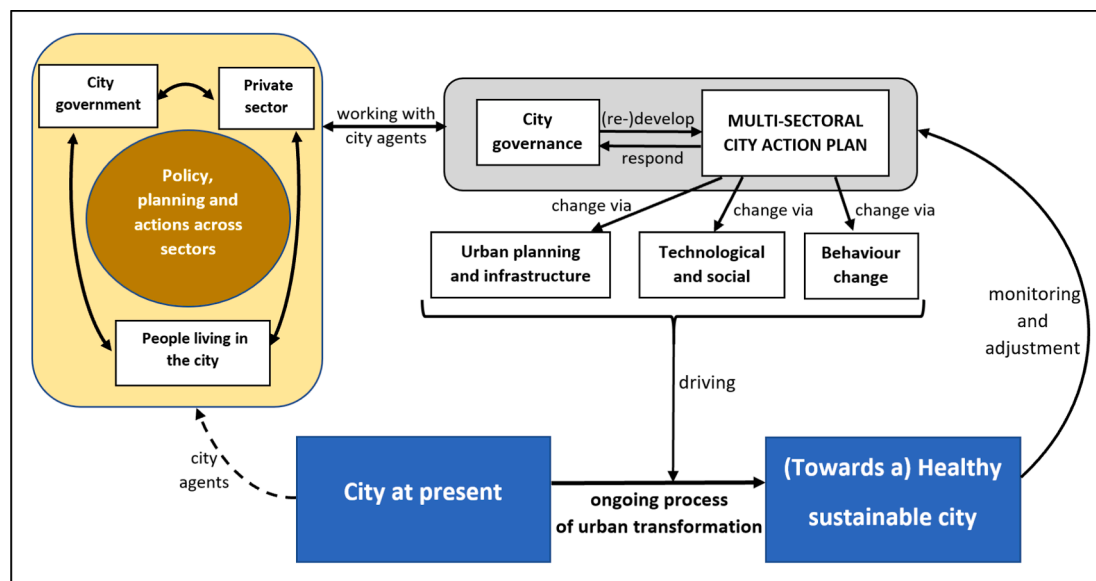 City
government
Private
sector
Policy,
planning and
actions across
sectors
People living in
the city
working with
city agents
City
governance
(re-)develop
respond
MULTI-SECTORAL
CITY ACTION PLAN
change via
change via
change via
Urban planning
and infrastructure
Technological
and social
Behaviour
change
monitoring
and
adjustment
driving
city
agents
City at present
ongoing process
of urban transformation
(Towards a) Healthy
sustainable city